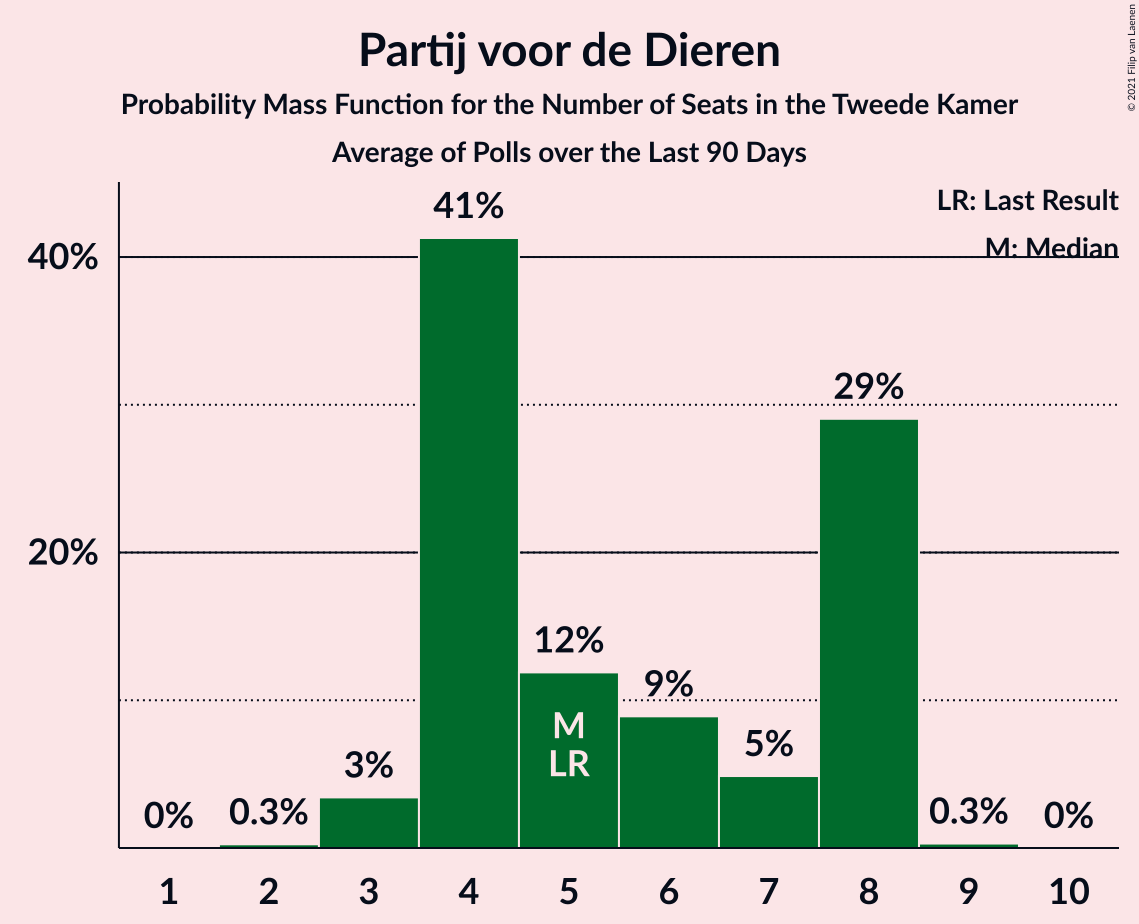 Partij voor de Dieren
Probability Mass Function for the Number of Seats in the Tweede Kamer
Average of Polls over the Last 90 Days
© 2021 Filip van Laenen
LR: Last Result
M: Median
40%
20%
0%
0.3%
3%
41%
12%
9%
5%
29%
0.3%
0%
M
LR
1 2 3 4 5 6 7 8 9 10